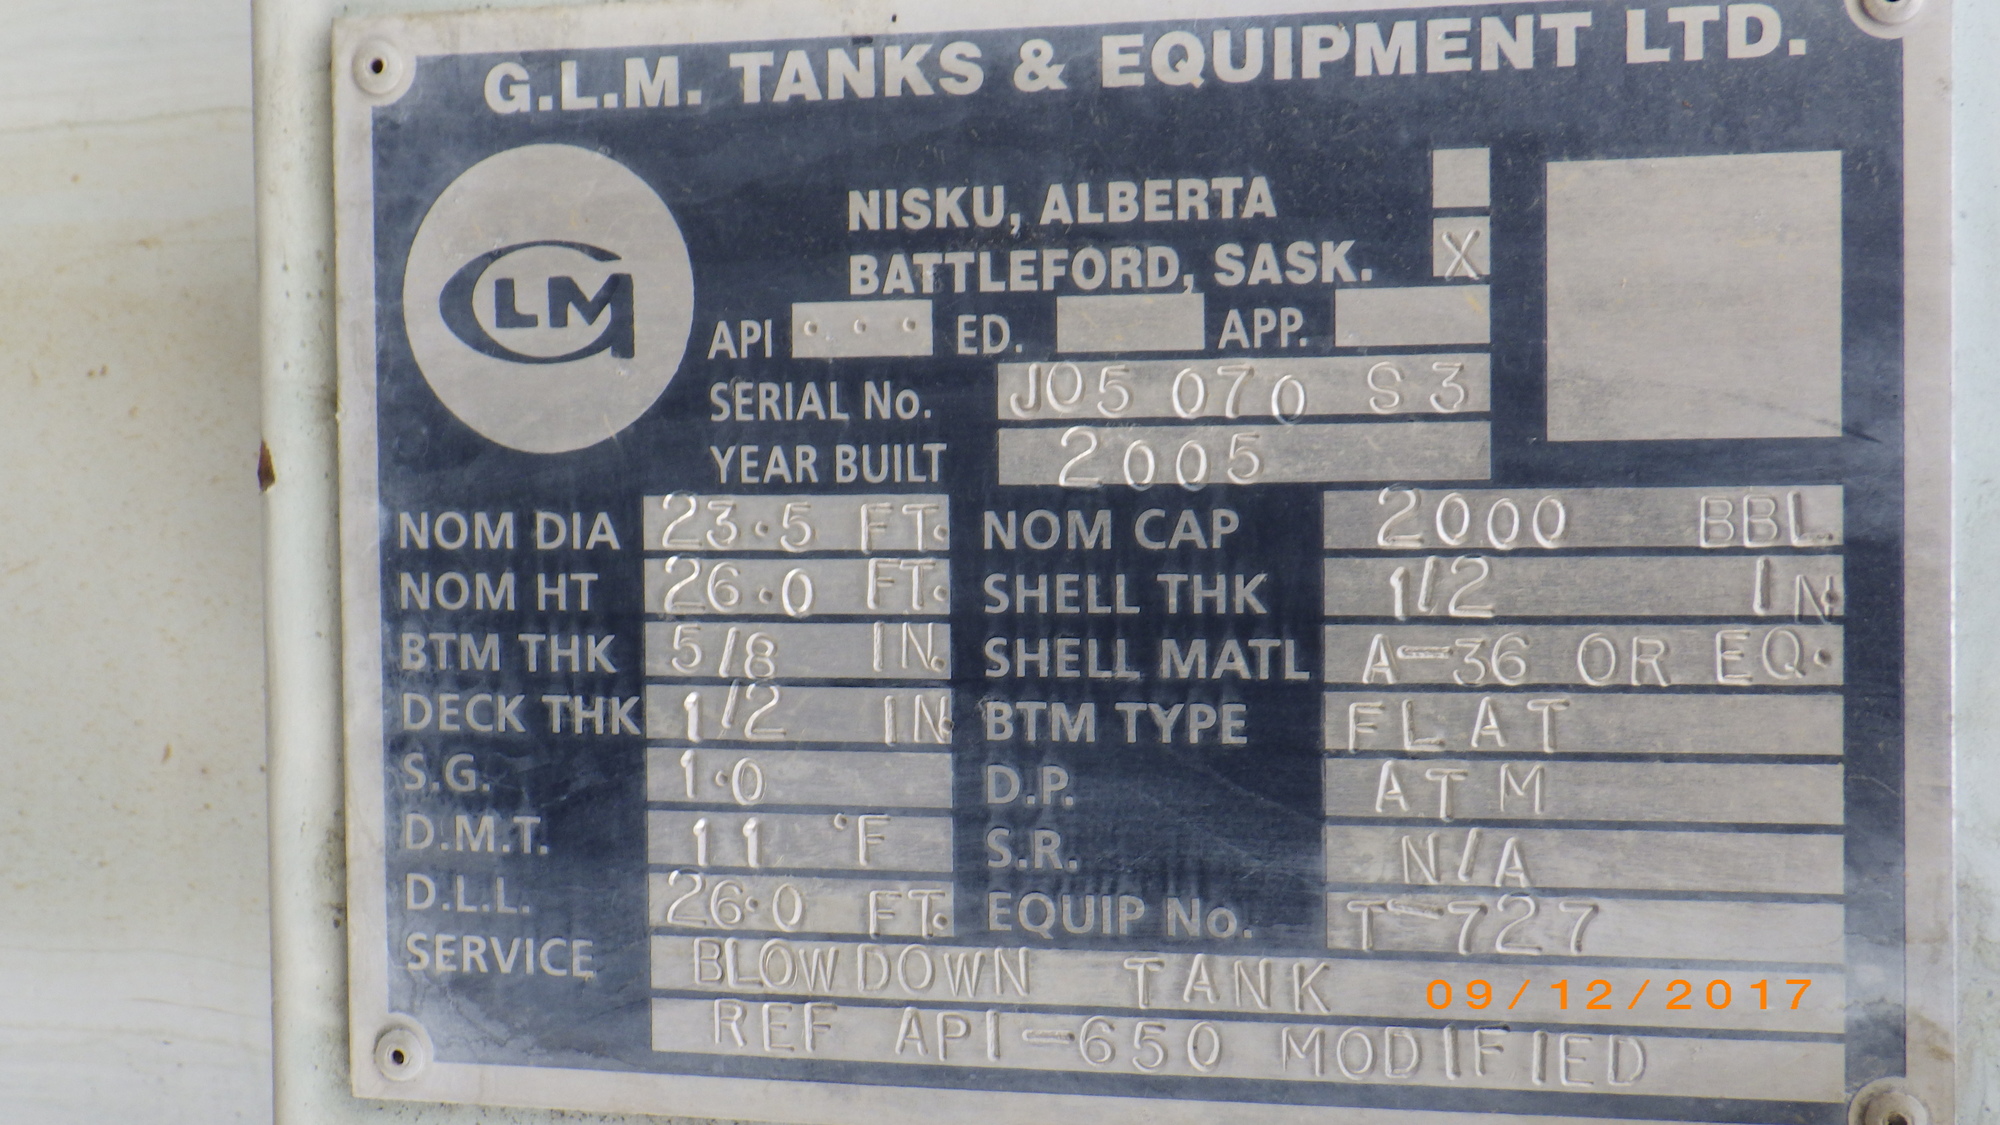 G.L.M. TANKS & EQUIPMENT LTD.
GLM
NISKU, ALBERTA
BATTLEFORD, SASK. X
API . . . ED. APP.
SERIAL No. J05 070 S3
YEAR BUILT 2005
NOM DIA 23.5 FT. NOM CAP 2000 BBL.
NOM HT 26.0 FT. SHELL THK 1/2 IN.
BTM THK 5/8 IN. SHELL MATL A-36 OR EQ.
DECK THK 1/2 IN. BTM TYPE FLAT
S.G. 1.0 D.P. ATM
D.M.T. 11 °F S.R. N/A
D.L.L. 26.0 FT. EQUIP No. T-727
SERVICE BLOWDOWN TANK
REF API-650 MODIFIED
09/12/2017